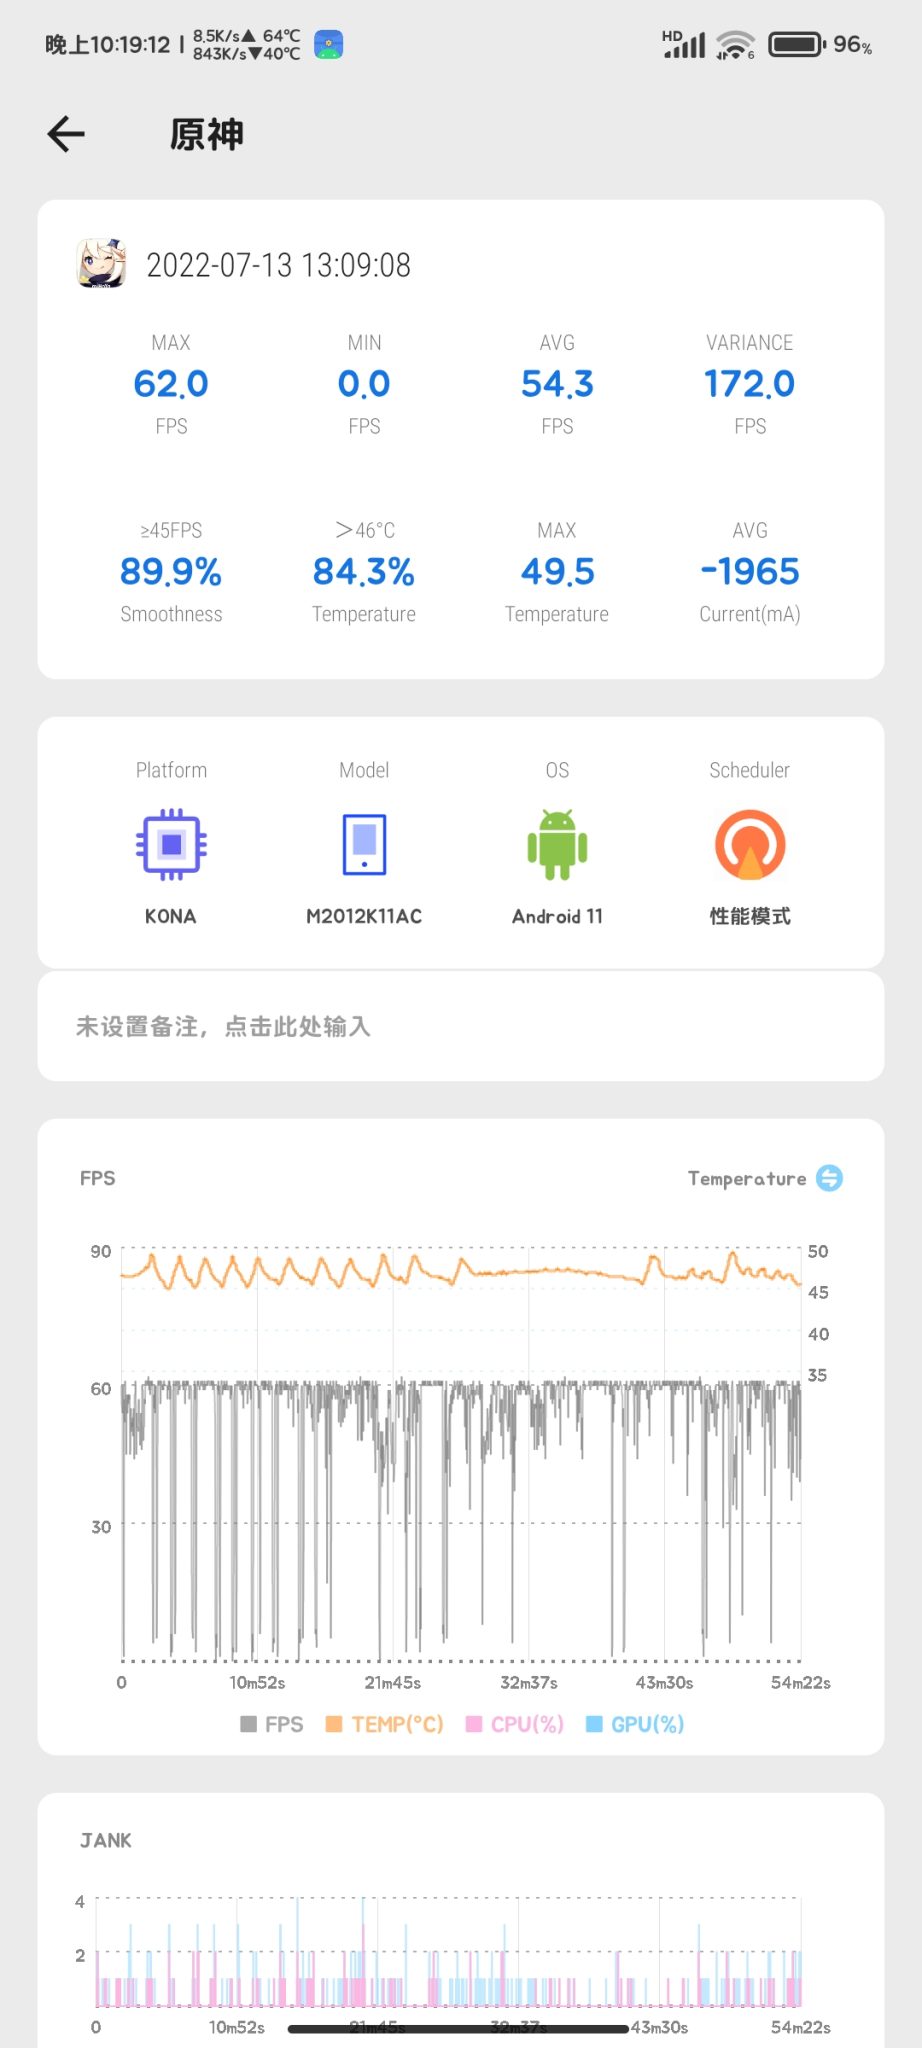 晚上10:19:12 | 8.5K/s▲ 64℃
843K/s▼40℃
HD 6 96%
原神
2022-07-13 13:09:08
MAX MIN AVG VARIANCE
62.0 0.0 54.3 172.0
FPS FPS FPS FPS
≥45FPS >46°C MAX AVG
89.9% 84.3% 49.5 -1965
Smoothness Temperature Temperature Current(mA)
Platform Model OS Scheduler
KONA M2012K11AC Android 11 性能模式
未设置备注，点击此处输入
FPS Temperature
90 50
45
40
60 35
30
0 10m52s 21m45s 32m37s 43m30s 54m22s
FPS TEMP(°C) CPU(%) GPU(%)
JANK
4
2
0 10m52s 21m45s 32m37s 43m30s 54m22s